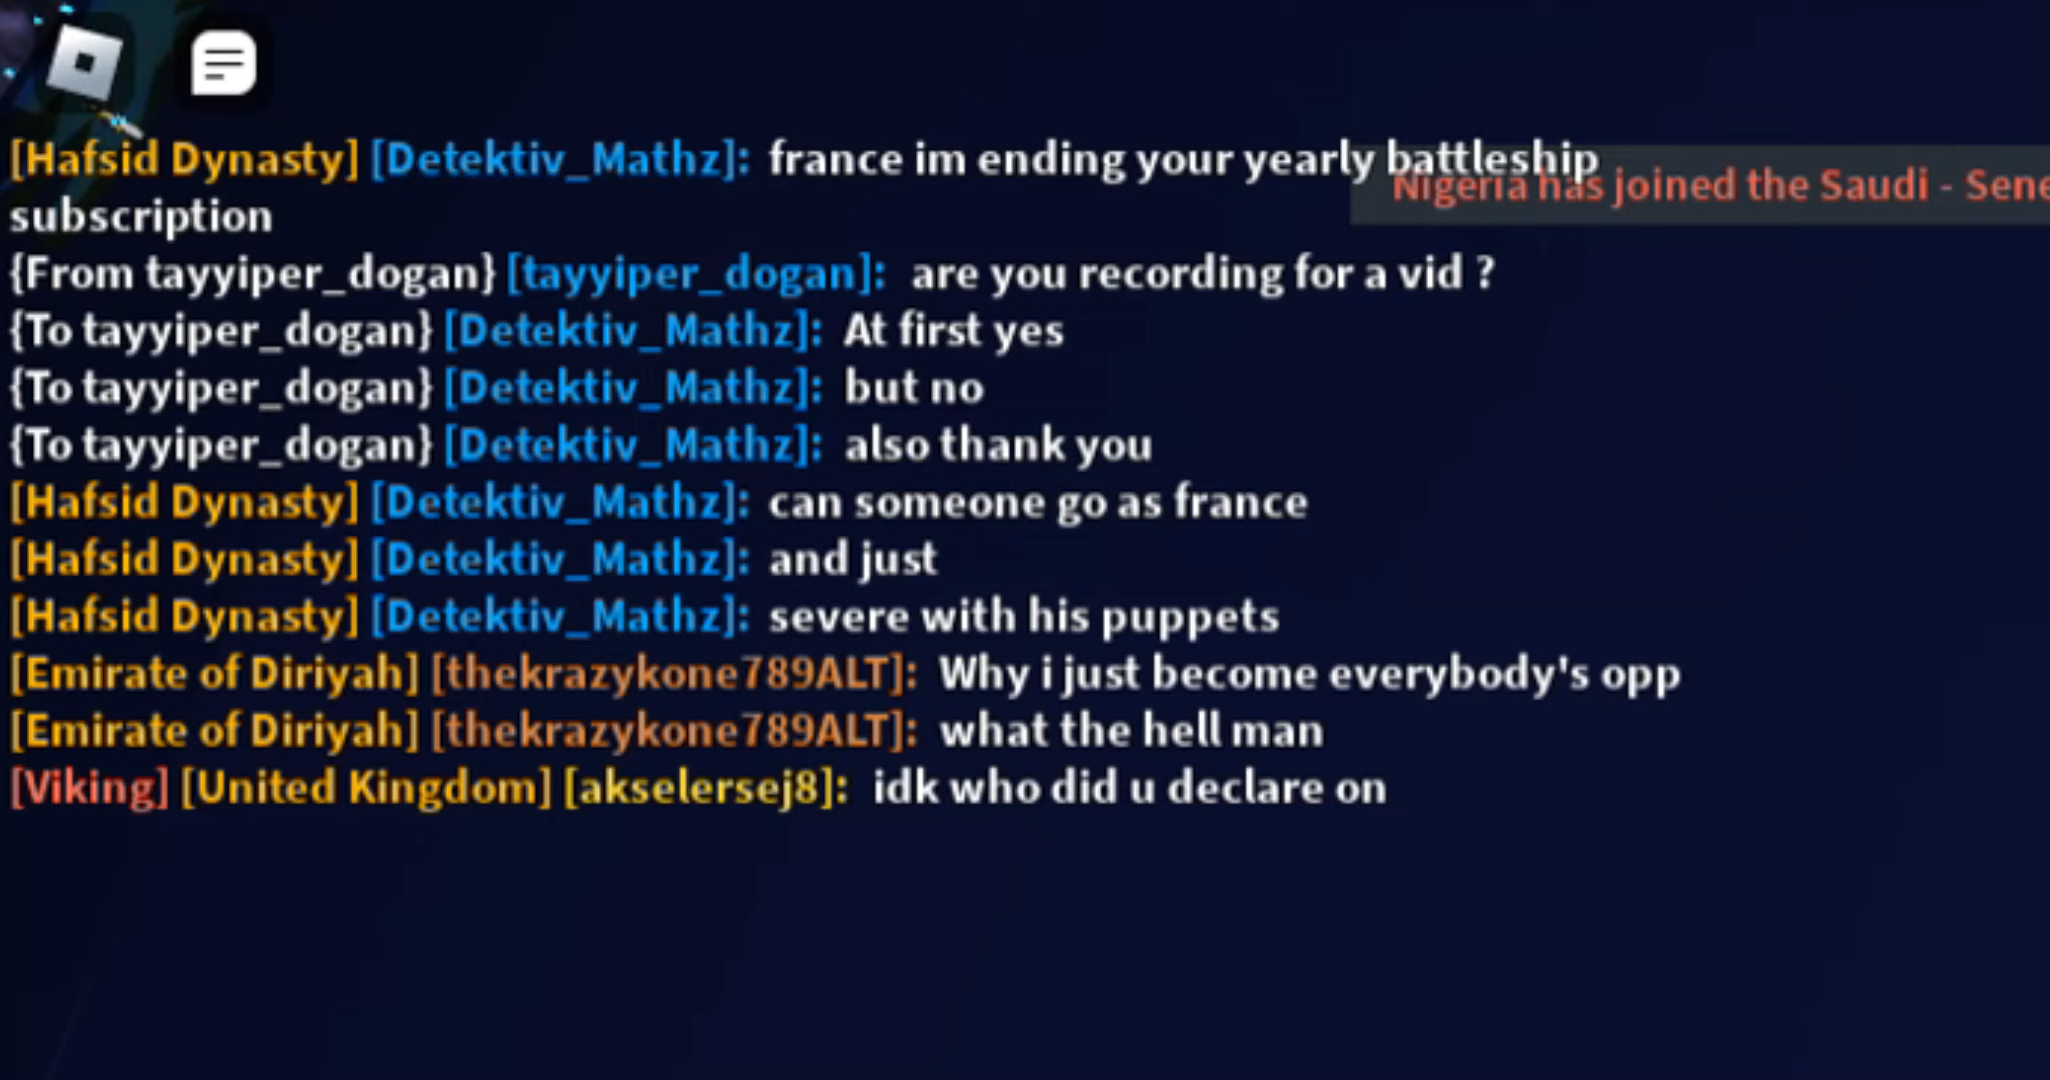 [Hafsid Dynasty] [Detektiv_Mathz]: france im ending your yearly battleship
subscription
Nigeria has joined the Saudi - Sene
{From tayyiper_dogan} [tayyiper_dogan]: are you recording for a vid ?
{To tayyiper_dogan} [Detektiv_Mathz]: At first yes
{To tayyiper_dogan} [Detektiv_Mathz]: but no
{To tayyiper_dogan} [Detektiv_Mathz]: also thank you
[Hafsid Dynasty] [Detektiv_Mathz]: can someone go as france
[Hafsid Dynasty] [Detektiv_Mathz]: and just
[Hafsid Dynasty] [Detektiv_Mathz]: severe with his puppets
[Emirate of Diriyah] [thekrazykone789ALT]: Why i just become everybody's opp
[Emirate of Diriyah] [thekrazykone789ALT]: what the hell man
[Viking] [United Kingdom] [akselersej8]: idk who did u declare on